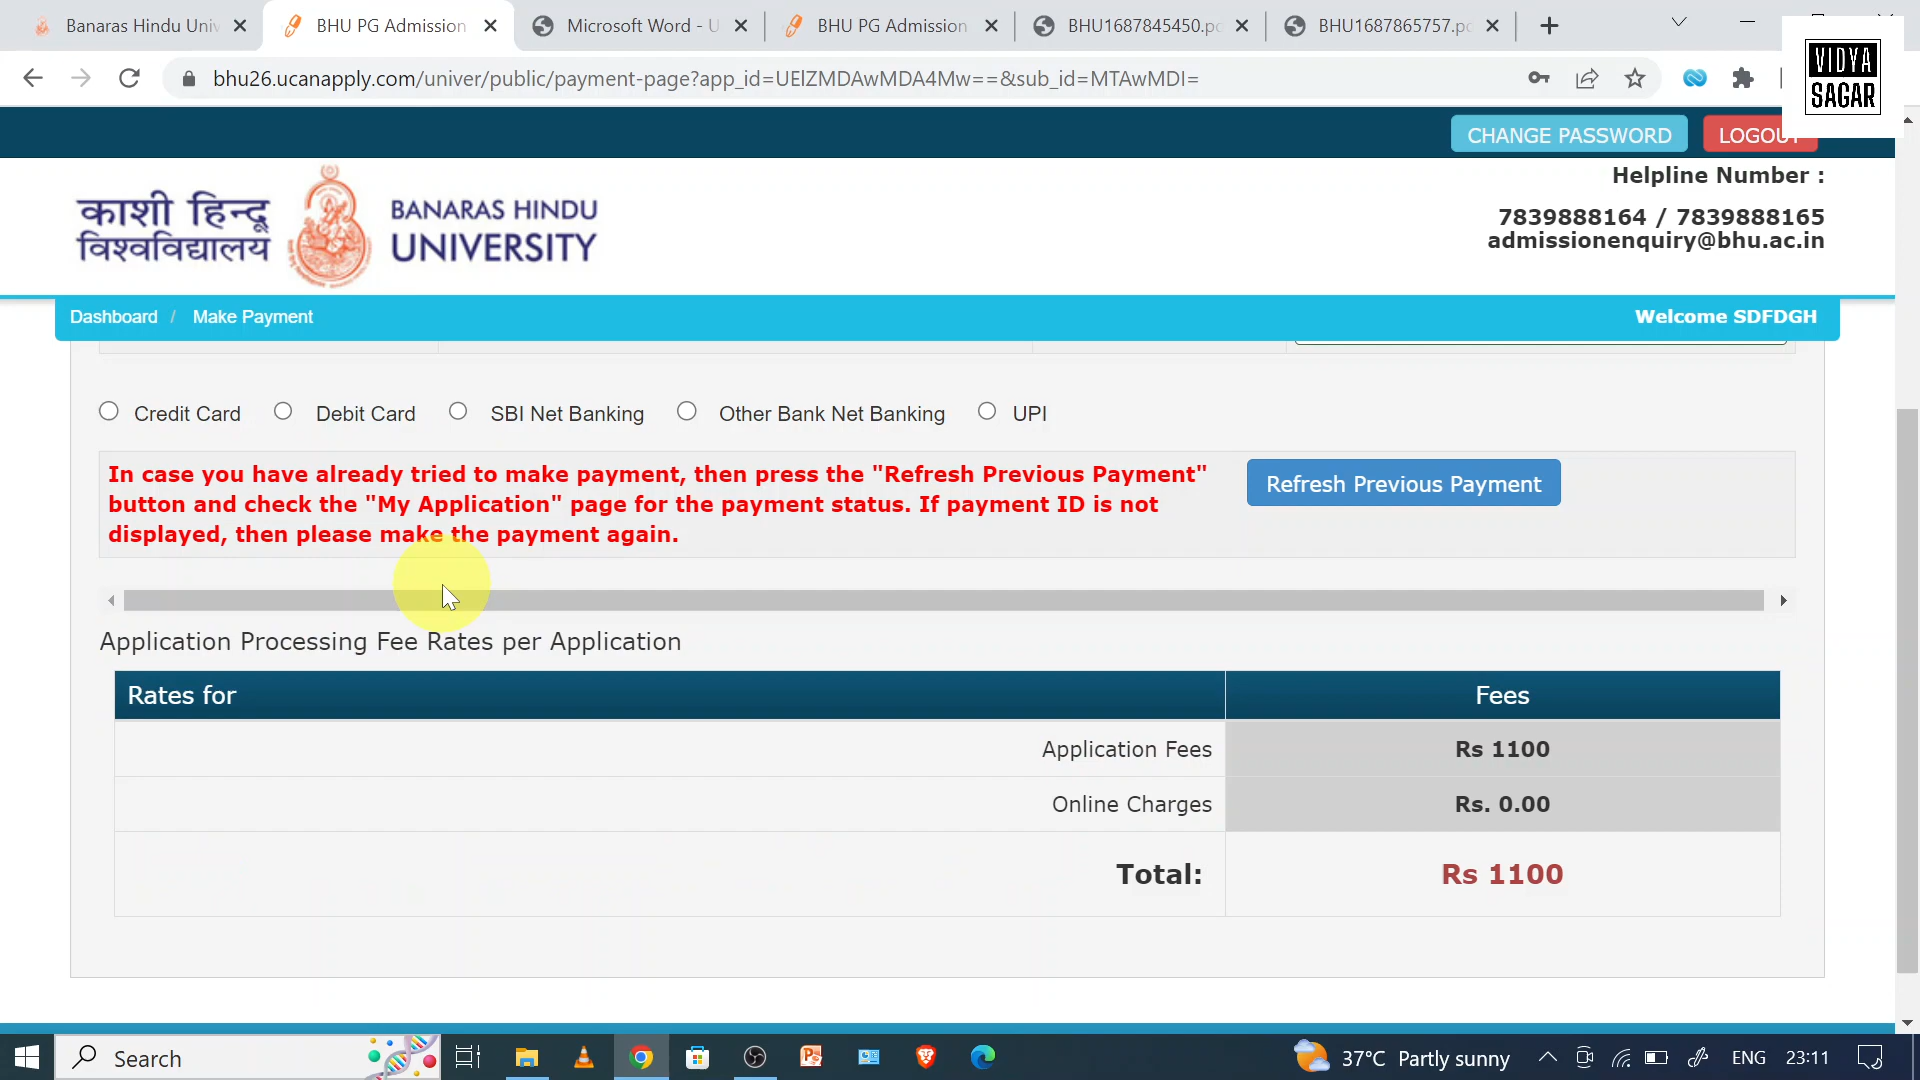 Banaras Hindu Univ
BHU PG Admission
Microsoft Word - U
BHU PG Admission
BHU1687845450.pd
BHU1687865757.pd
bhu26.ucanapply.com/univer/public/payment-page?app_id=UElZMDAwMDA4Mw==&sub_id=MTAwMDI=
VIDYA
SAGAR
CHANGE PASSWORD
LOGOUT
काशी हिन्दू
विश्वविद्यालय
BANARAS HINDU
UNIVERSITY
Helpline Number :
7839888164 / 7839888165
admissionenquiry@bhu.ac.in
Dashboard / Make Payment
Welcome SDFDGH
Credit Card
Debit Card
SBI Net Banking
Other Bank Net Banking
UPI
In case you have already tried to make payment, then press the "Refresh Previous Payment"
button and check the "My Application" page for the payment status. If payment ID is not
displayed, then please make the payment again.
Refresh Previous Payment
Application Processing Fee Rates per Application
Rates for Fees
Application Fees Rs 1100
Online Charges Rs. 0.00
Total: Rs 1100
Search
37°C Partly sunny
ENG
23:11